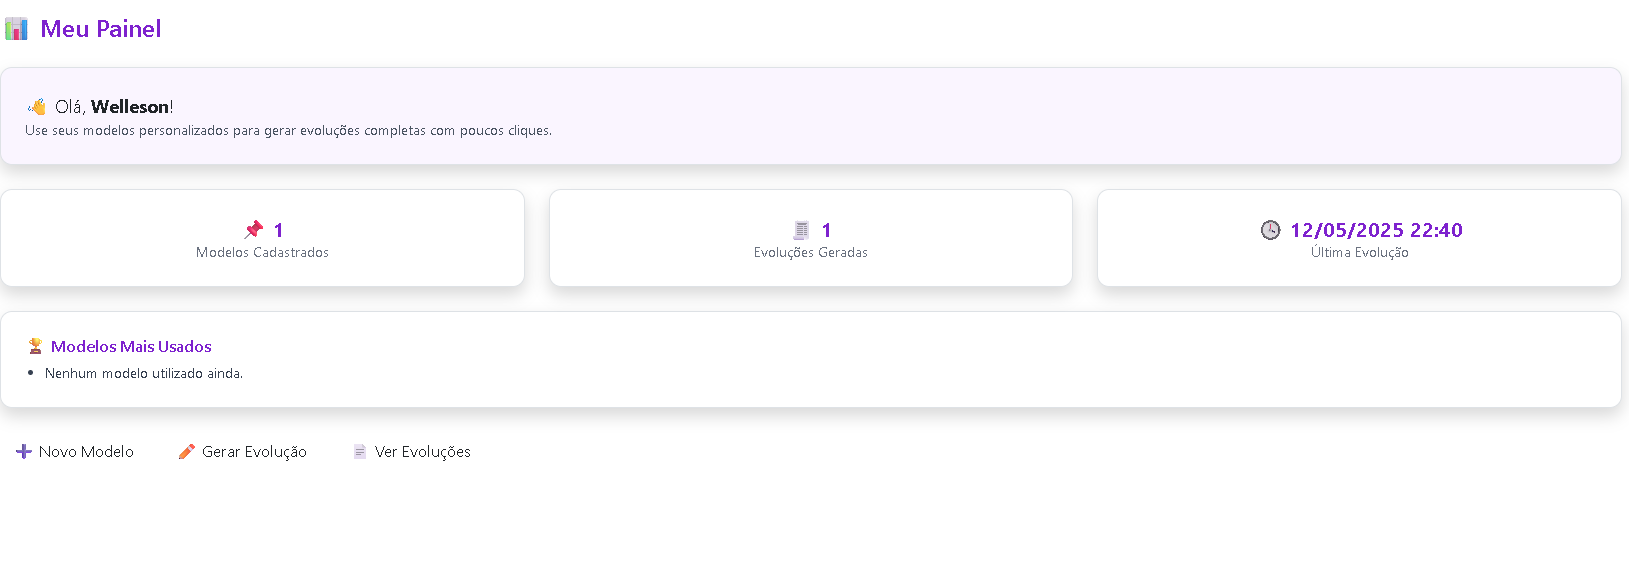 Meu Painel
Olá, Welleson!
Use seus modelos personalizados para gerar evoluções completas com poucos cliques.
1
Modelos Cadastrados
1
Evoluções Geradas
12/05/2025 22:40
Última Evolução
Modelos Mais Usados
• Nenhum modelo utilizado ainda.
Novo Modelo Gerar Evolução Ver Evoluções